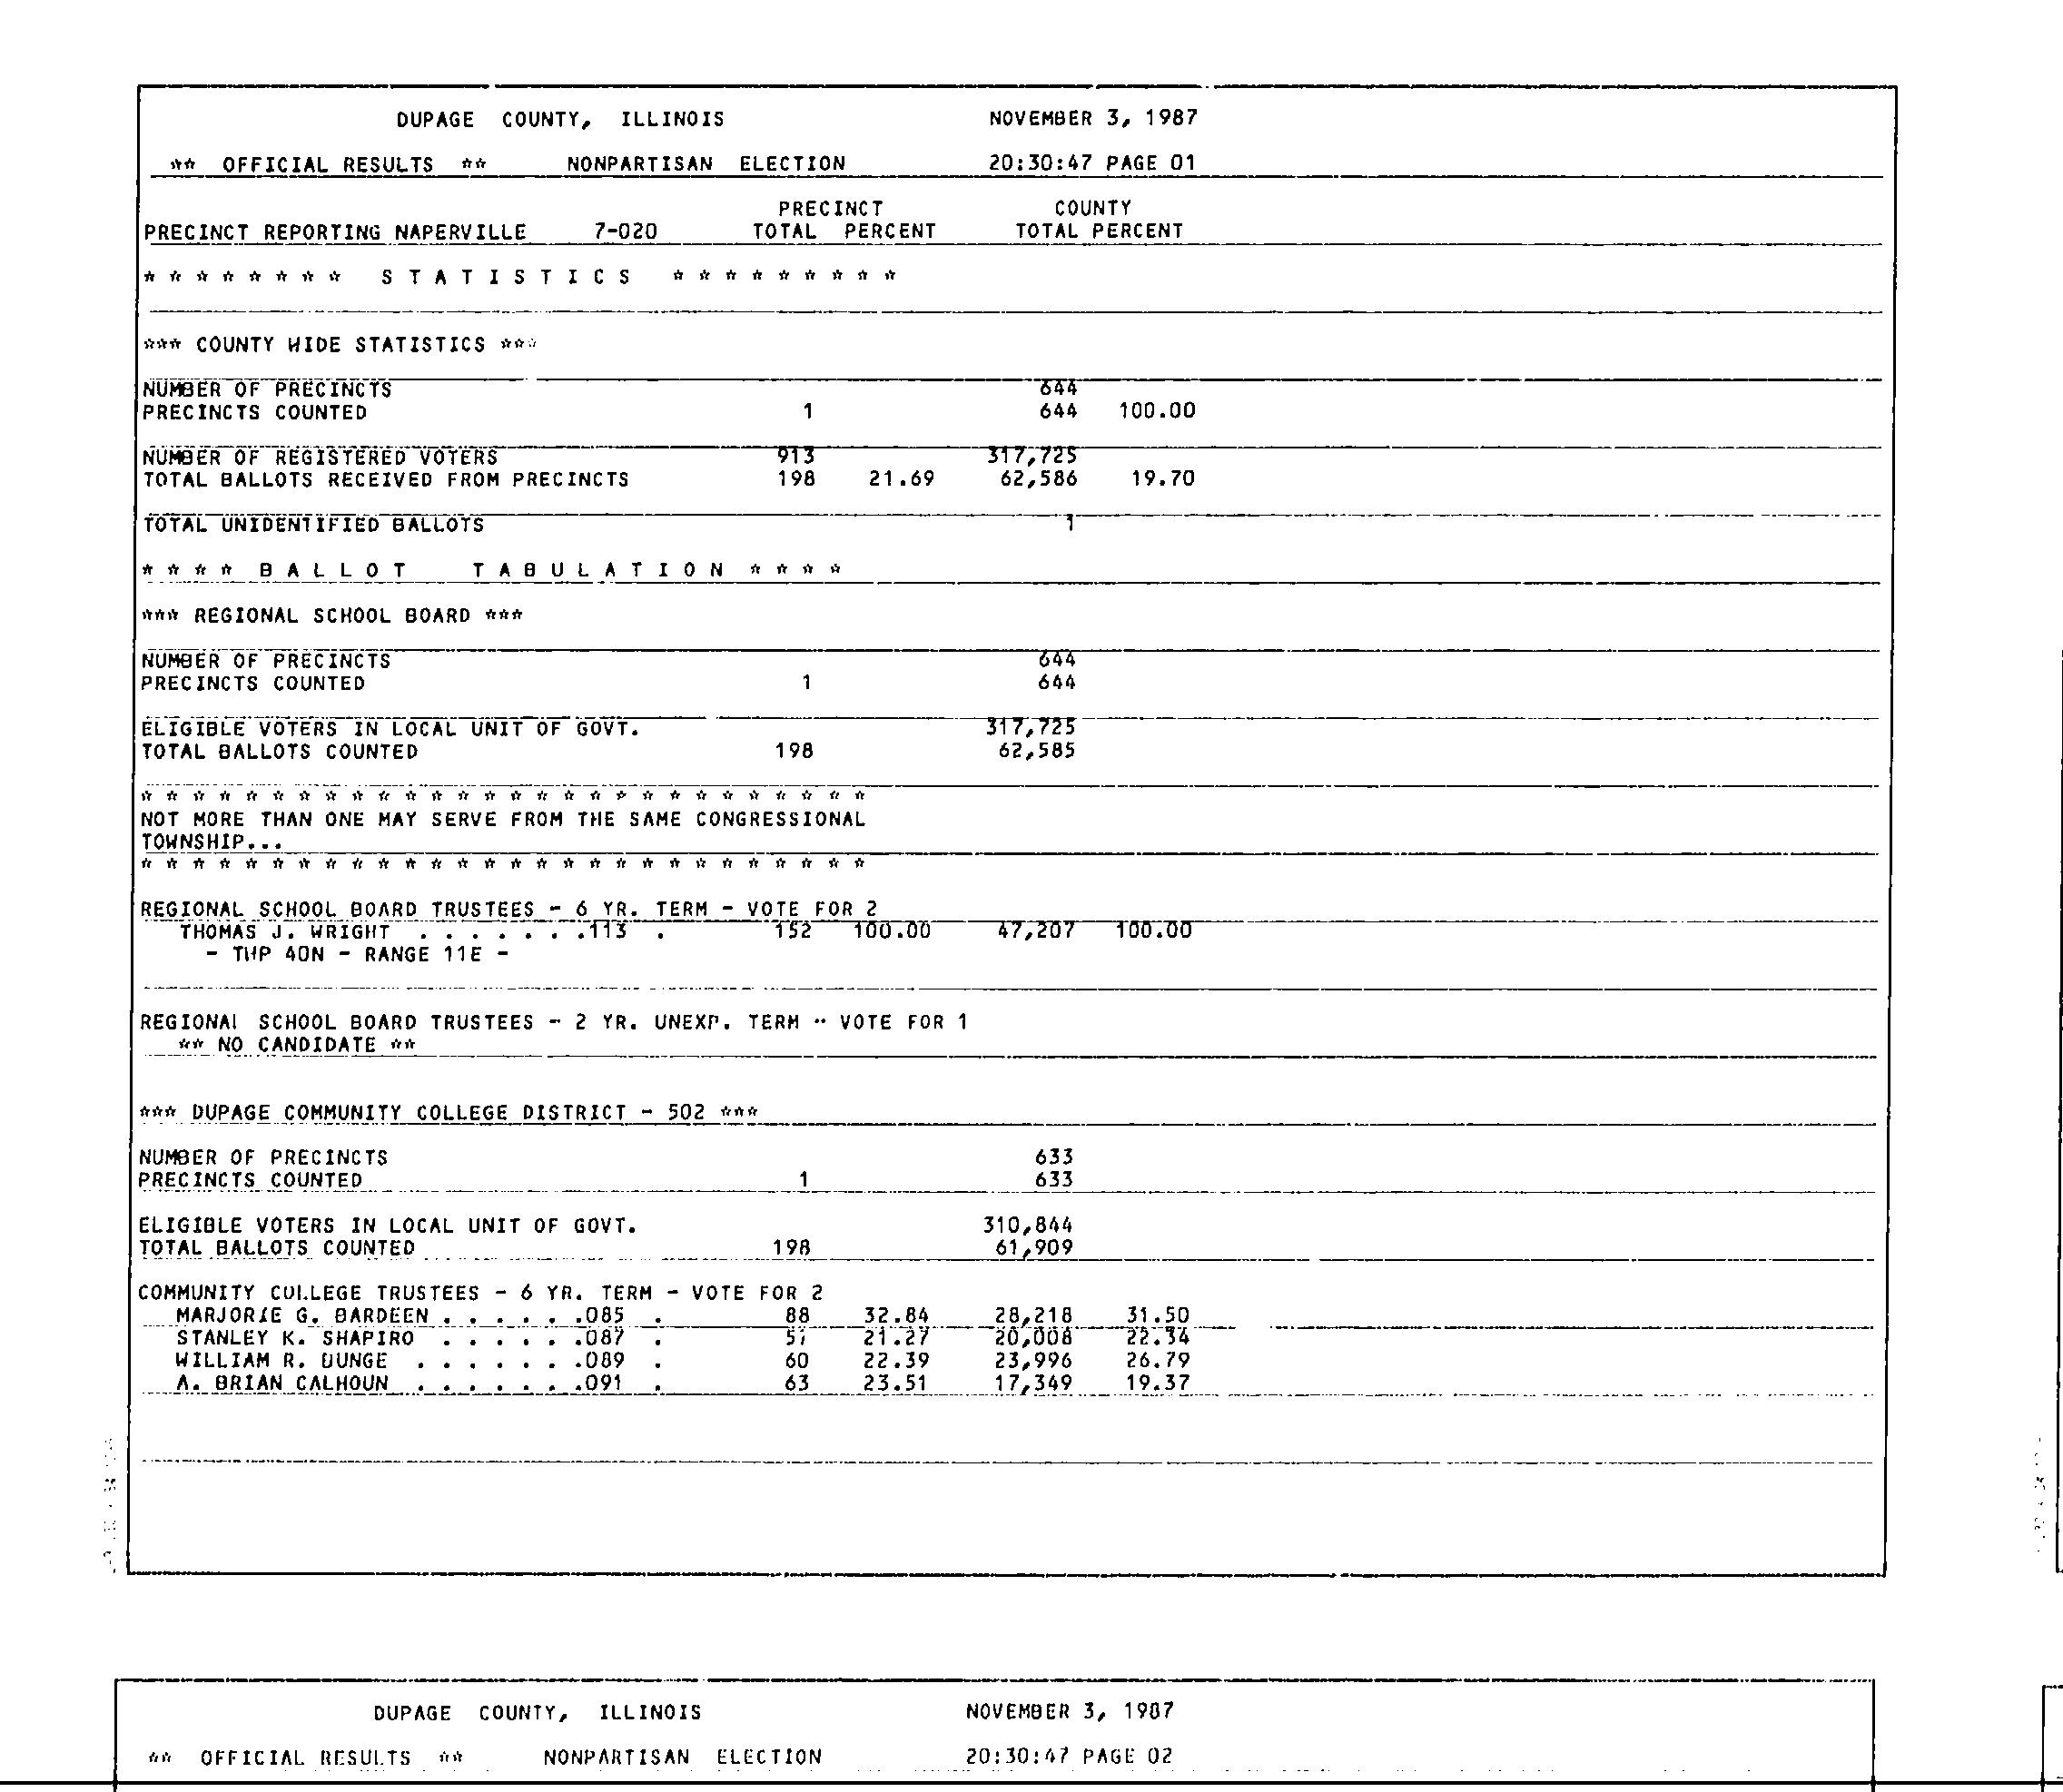 DUPAGE COUNTY, ILLINOIS NOVEMBER 3, 1987
** OFFICIAL RESULTS ** NONPARTISAN ELECTION 20:30:47 PAGE 01
PRECINCT COUNTY
PRECINCT REPORTING NAPERVILLE 7-020 TOTAL PERCENT TOTAL PERCENT
* * * * * * * * S T A T I S T I C S * * * * * * * * *
*** COUNTY WIDE STATISTICS ***
NUMBER OF PRECINCTS 644
PRECINCTS COUNTED 1 644 100.00
NUMBER OF REGISTERED VOTERS 913 317,725
TOTAL BALLOTS RECEIVED FROM PRECINCTS 198 21.69 62,586 19.70
TOTAL UNIDENTIFIED BALLOTS 1
* * * * B A L L O T T A B U L A T I O N * * * *
*** REGIONAL SCHOOL BOARD ***
NUMBER OF PRECINCTS 644
PRECINCTS COUNTED 1 644
ELIGIBLE VOTERS IN LOCAL UNIT OF GOVT. 317,725
TOTAL BALLOTS COUNTED 198 62,585
* * * * * * * * * * * * * * * * * * * * * * * * * * * *
NOT MORE THAN ONE MAY SERVE FROM THE SAME CONGRESSIONAL
TOWNSHIP...
* * * * * * * * * * * * * * * * * * * * * * * * * * * *
REGIONAL SCHOOL BOARD TRUSTEES - 6 YR. TERM - VOTE FOR 2
THOMAS J. WRIGHT . . . . . . .113 . 152 100.00 47,207 100.00
- TWP 40N - RANGE 11E -
REGIONAL SCHOOL BOARD TRUSTEES - 2 YR. UNEXP. TERM - VOTE FOR 1
** NO CANDIDATE **
*** DUPAGE COMMUNITY COLLEGE DISTRICT - 502 ***
NUMBER OF PRECINCTS 633
PRECINCTS COUNTED 1 633
ELIGIBLE VOTERS IN LOCAL UNIT OF GOVT. 310,844
TOTAL BALLOTS COUNTED 198 61,909
COMMUNITY COLLEGE TRUSTEES - 6 YR. TERM - VOTE FOR 2
MARJORIE G. BARDEEN . . . . . .085 . 88 32.84 28,218 31.50
STANLEY K. SHAPIRO . . . . . .087 . 57 21.27 20,008 22.34
WILLIAM R. BUNGE . . . . . . .089 . 60 22.39 23,996 26.79
A. BRIAN CALHOUN . . . . . . .091 . 63 23.51 17,349 19.37
DUPAGE COUNTY, ILLINOIS NOVEMBER 3, 1987
** OFFICIAL RESULTS ** NONPARTISAN ELECTION 20:30:47 PAGE 02